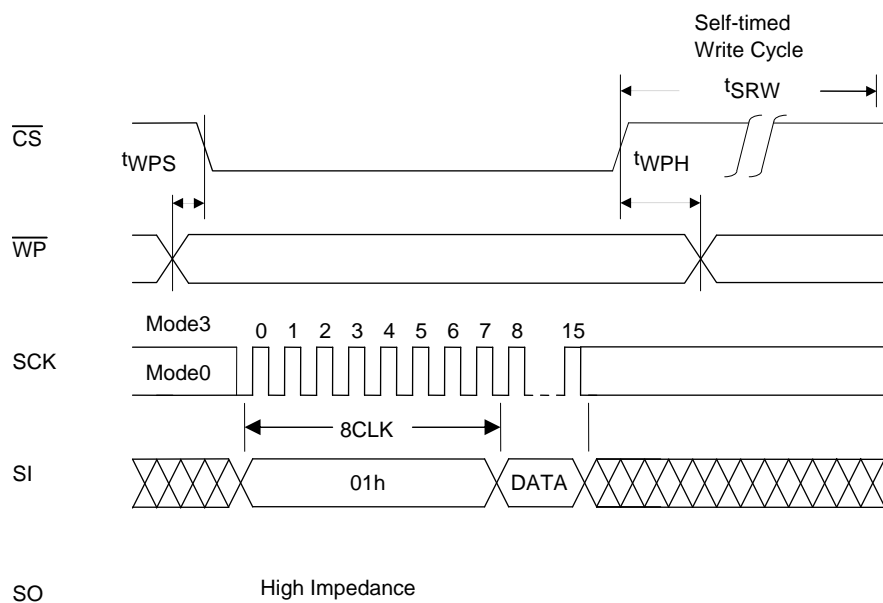 Self-timed
Write Cycle
tSRW
CS
tWPS
tWPH
WP
Mode3
0 1 2 3 4 5 6 7 8 15
SCK
Mode0
8CLK
SI
01h
DATA
High Impedance
SO